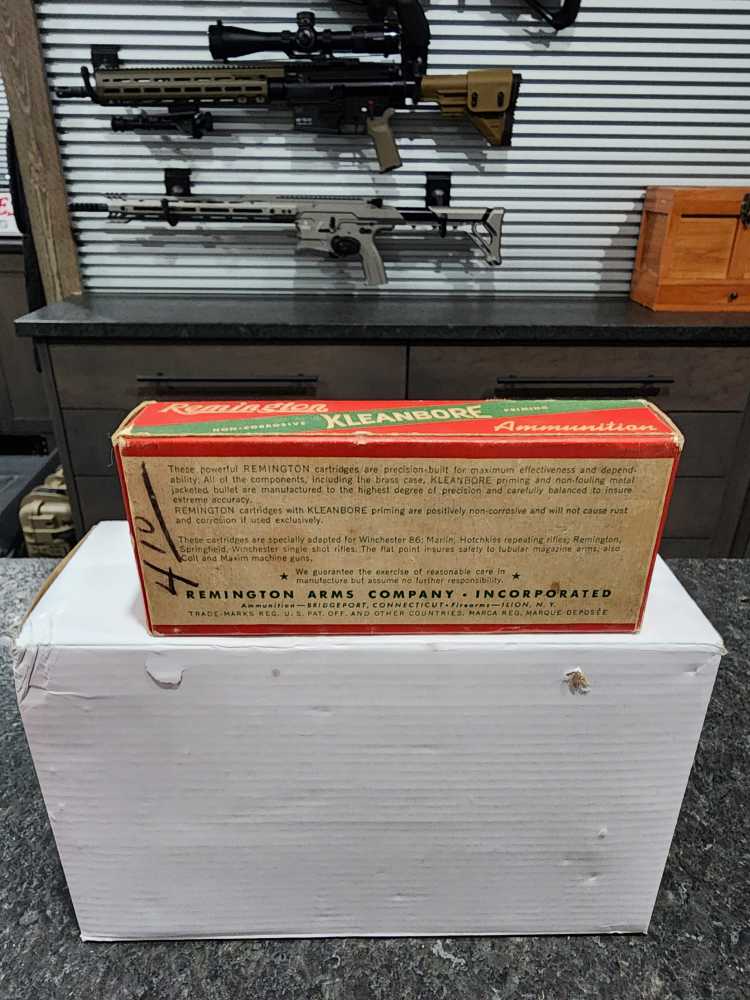 Remington
NON-CORROSIVE KLEANBORE PRIMING
Ammunition
These powerful REMINGTON cartridges are precision-built for maximum effectiveness and depend-
ability. All of the components, including the brass case, KLEANBORE priming and non-fouling metal
jacketed bullet are manufactured to the highest degree of precision and carefully balanced to insure
extreme accuracy.
REMINGTON cartridges with KLEANBORE priming are positively non-corrosive and will not cause rust
and corrosion if used exclusively.
These cartridges are specially adapted for Winchester 86; Marlin, Hotchkiss repeating rifles; Remington,
Springfield, Winchester single shot rifles. The flat point insures safety to tubular magazine arms, also
Colt and Maxim machine guns.
★ We guarantee the exercise of reasonable care in ★
manufacture but assume no further responsibility.
REMINGTON ARMS COMPANY · INCORPORATED
Ammunition—BRIDGEPORT, CONNECTICUT · Firearms—ILION, N. Y.
TRADE-MARKS REG. U. S. PAT. OFF. AND OTHER COUNTRIES, MARCA REG. MARQUE DEPOSÉE
410